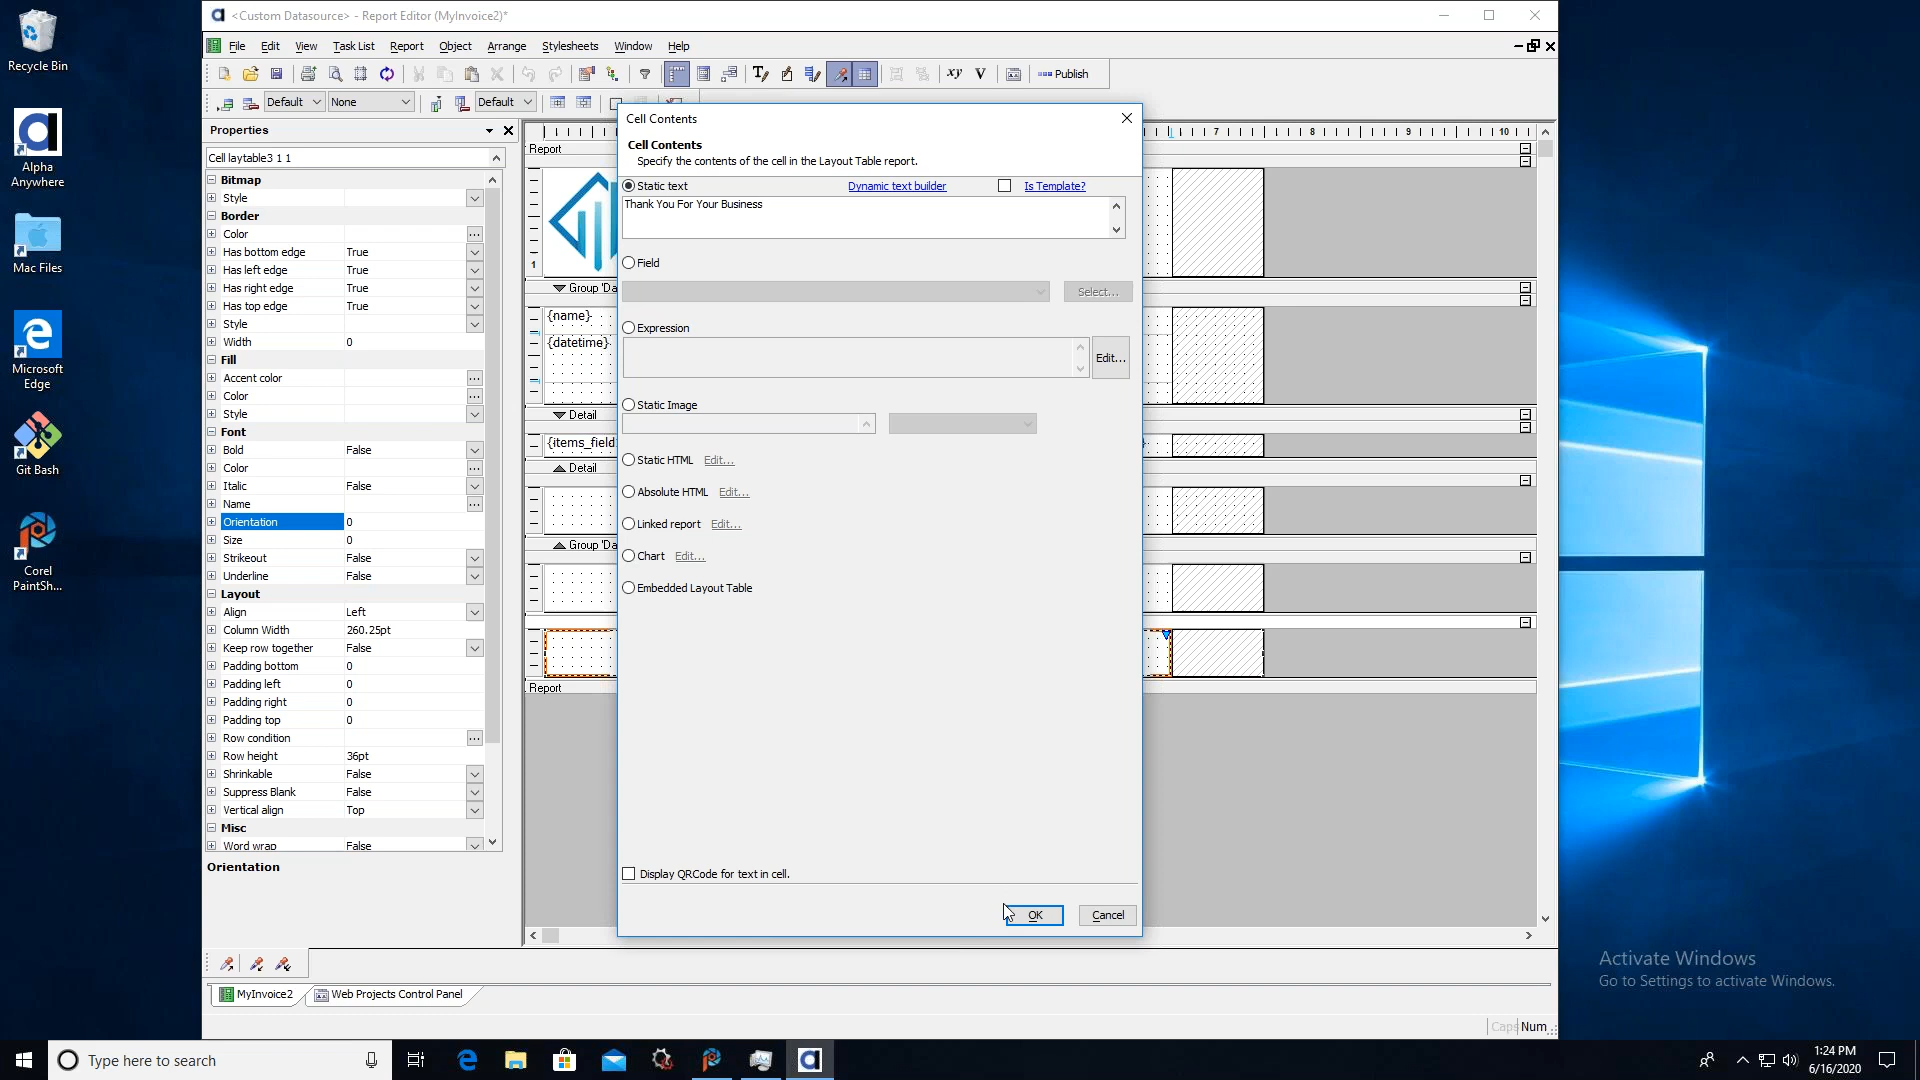 Recycle Bin
Alpha
Anywhere
Mac Files
Microsoft
Edge
Git Bash
Corel
PaintSh...
<Custom Datasource> - Report Editor (MyInvoice2)*
File Edit View Task List Report Object Arrange Stylesheets Window Help
xy V Publish
Default None Default
Properties
Cell laytable3 1 1
Bitmap
Style
Border
Color
Has bottom edge True
Has left edge True
Has right edge True
Has top edge True
Style
Width 0
Fill
Accent color
Color
Style
Font
Bold False
Color
Italic False
Name
Orientation 0
Size 0
Strikeout False
Underline False
Layout
Align Left
Column Width 260.25pt
Keep row together False
Padding bottom 0
Padding left 0
Padding right 0
Padding top 0
Row condition
Row height 36pt
Shrinkable False
Suppress Blank False
Vertical align Top
Misc
Word wrap False
Orientation
7 8 9 10
Report
1
Group 'Da
{name}
{datetime}
Detail
{items_field
Detail
Group 'Da
Report
Cell Contents
Cell Contents
Specify the contents of the cell in the Layout Table report.
Static text Dynamic text builder Is Template?
Thank You For Your Business
Field
Select...
Expression
Edit...
Static Image
Static HTML Edit...
Absolute HTML Edit...
Linked report Edit...
Chart Edit...
Embedded Layout Table
Display QRCode for text in cell.
OK Cancel
MyInvoice2 Web Projects Control Panel
Caps Num
Activate Windows
Go to Settings to activate Windows.
Type here to search
1:24 PM
6/16/2020